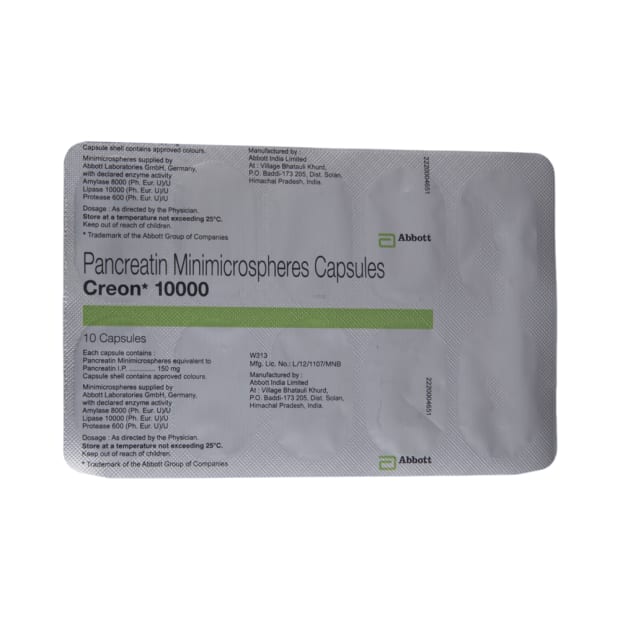 Capsule shell contains approved colours.
Minimicrospheres supplied by
Abbott Laboratories GmbH, Germany,
with declared enzyme activity
Amylase 8000 (Ph. Eur. U)/U
Lipase 10000 (Ph. Eur. U)/U
Protease 600 (Ph. Eur. U)/U
Dosage : As directed by the Physician.
Store at a temperature not exceeding 25°C.
Keep out of reach of children.
* Trademark of the Abbott Group of Companies
Manufactured by :
Abbott India Limited
At : Village Bhatauli Khurd,
P.O. Baddi-173 205, Dist. Solan,
Himachal Pradesh, India.
2220004651
Abbott
Pancreatin Minimicrospheres Capsules
Creon* 10000
10 Capsules
Each capsule contains :
Pancreatin Minimicrospheres equivalent to
Pancreatin I.P. ............... 150 mg
Capsule shell contains approved colours.
Minimicrospheres supplied by
Abbott Laboratories GmbH, Germany,
with declared enzyme activity
Amylase 8000 (Ph. Eur. U)/U
Lipase 10000 (Ph. Eur. U)/U
Protease 600 (Ph. Eur. U)/U
Dosage : As directed by the Physician.
Store at a temperature not exceeding 25°C.
Keep out of reach of children.
* Trademark of the Abbott Group of Companies
W313
Mfg. Lic. No.: L/12/1107/MNB
Manufactured by :
Abbott India Limited
At : Village Bhatauli Khurd,
P.O. Baddi-173 205, Dist. Solan,
Himachal Pradesh, India.
2220004651
Abbott